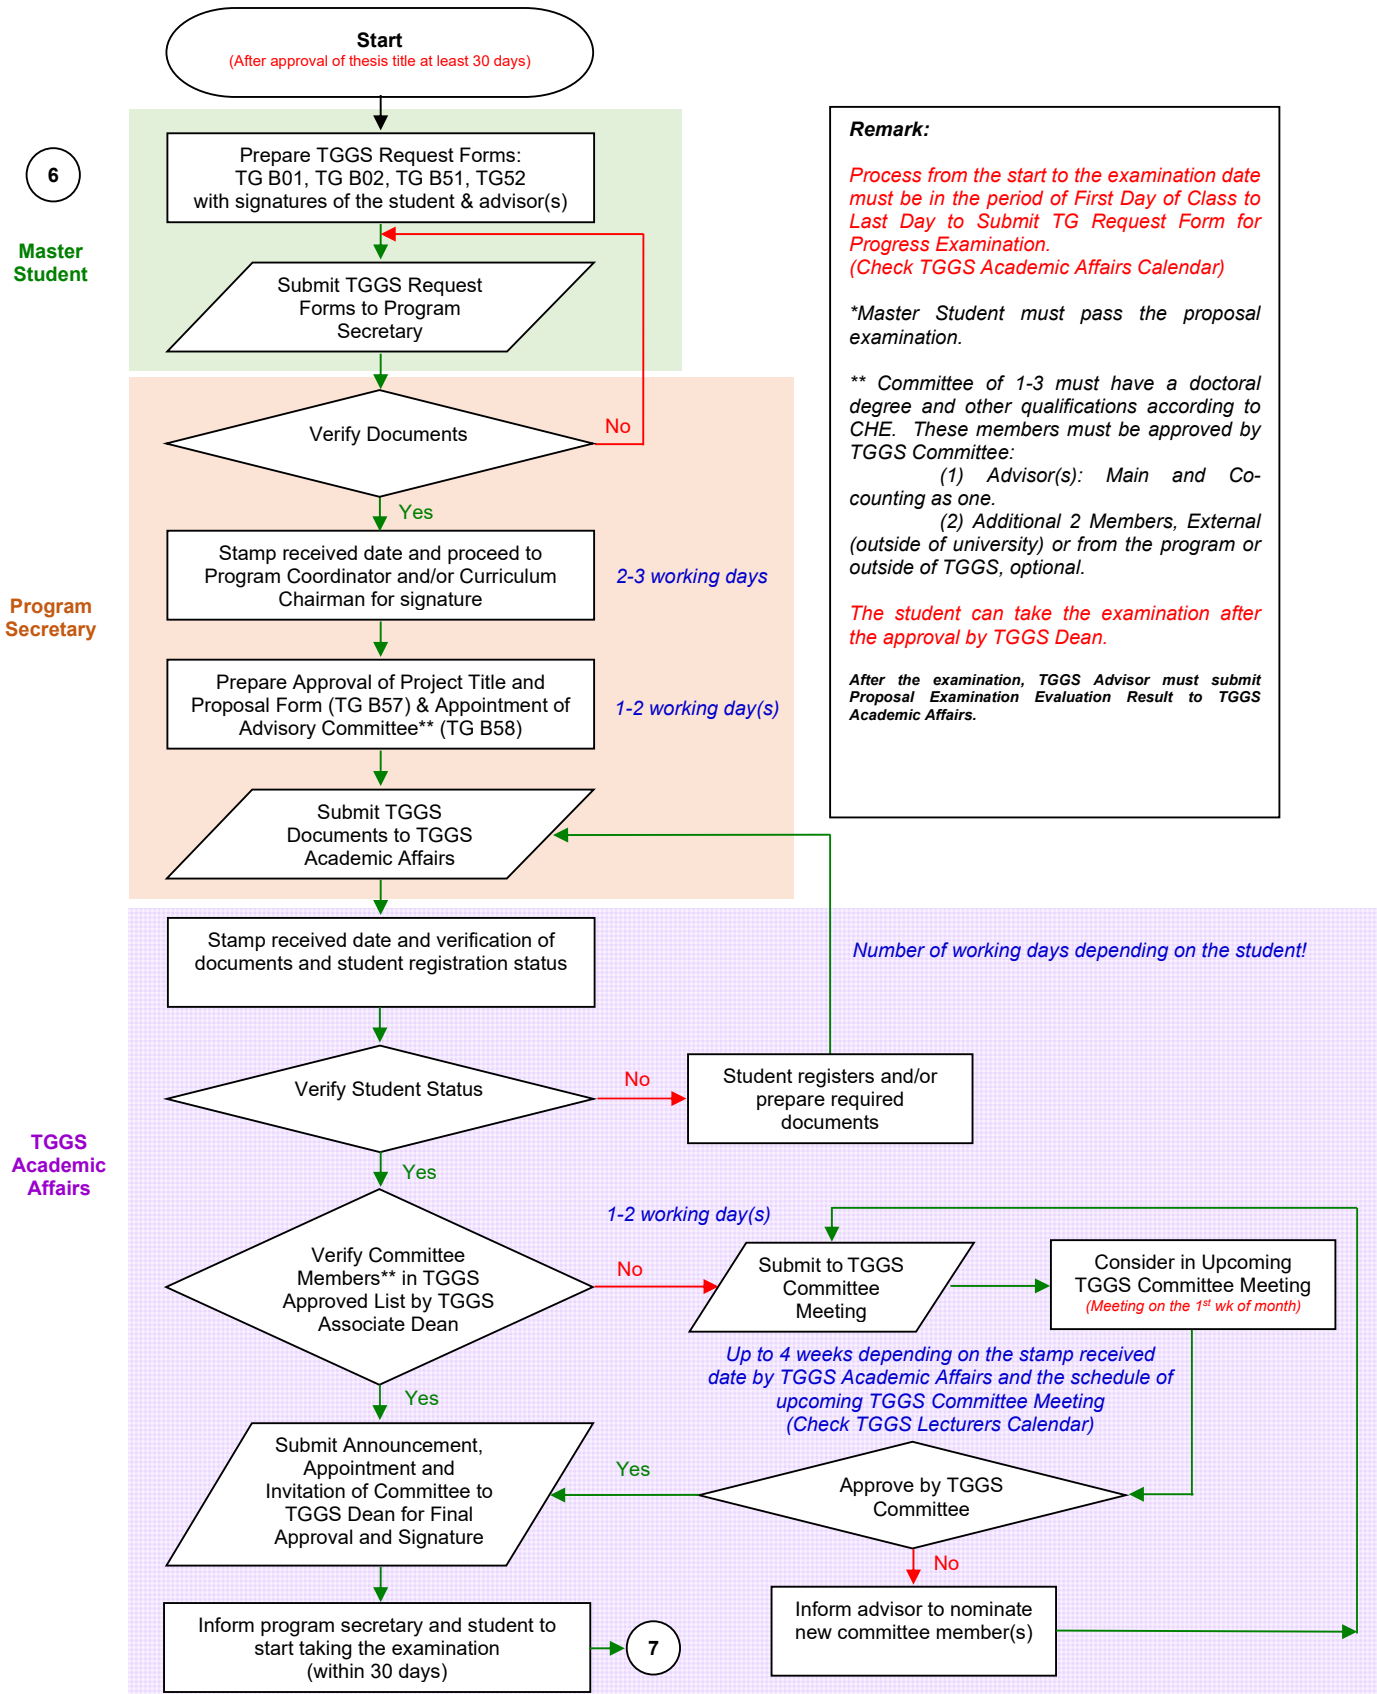 Start
(After approval of thesis title at least 30 days)
6
Master
Student
Prepare TGGS Request Forms:
TG B01, TG B02, TG B51, TG52
with signatures of the student & advisor(s)
Submit TGGS Request
Forms to Program
Secretary
Remark:
Process from the start to the examination date
must be in the period of First Day of Class to
Last Day to Submit TG Request Form for
Progress Examination.
(Check TGGS Academic Affairs Calendar)
*Master Student must pass the proposal
examination.
** Committee of 1-3 must have a doctoral
degree and other qualifications according to
CHE. These members must be approved by
TGGS Committee:
(1) Advisor(s): Main and Co-
counting as one.
(2) Additional 2 Members, External
(outside of university) or from the program or
outside of TGGS, optional.
The student can take the examination after
the approval by TGGS Dean.
After the examination, TGGS Advisor must submit
Proposal Examination Evaluation Result to TGGS
Academic Affairs.
Program
Secretary
Verify Documents
No
Yes
Stamp received date and proceed to
Program Coordinator and/or Curriculum
Chairman for signature
2-3 working days
Prepare Approval of Project Title and
Proposal Form (TG B57) & Appointment of
Advisory Committee** (TG B58)
1-2 working day(s)
Submit TGGS
Documents to TGGS
Academic Affairs
TGGS
Academic
Affairs
Stamp received date and verification of
documents and student registration status
Number of working days depending on the student!
Verify Student Status
No
Student registers and/or
prepare required
documents
Yes
1-2 working day(s)
Verify Committee
Members** in TGGS
Approved List by TGGS
Associate Dean
No
Submit to TGGS
Committee
Meeting
Consider in Upcoming
TGGS Committee Meeting
(Meeting on the 1st wk of month)
Up to 4 weeks depending on the stamp received
date by TGGS Academic Affairs and the schedule of
upcoming TGGS Committee Meeting
(Check TGGS Lecturers Calendar)
Yes
Submit Announcement,
Appointment and
Invitation of Committee to
TGGS Dean for Final
Approval and Signature
Yes
Approve by TGGS
Committee
No
Inform advisor to nominate
new committee member(s)
Inform program secretary and student to
start taking the examination
(within 30 days)
7